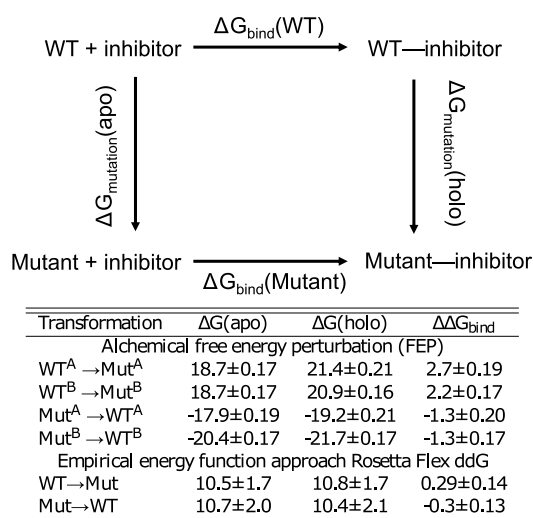 ΔG_bind(WT)
WT + inhibitor WT—inhibitor
ΔG_mutation(apo)
ΔG_mutation(holo)
Mutant + inhibitor Mutant—inhibitor
ΔG_bind(Mutant)
Transformation ΔG(apo) ΔG(holo) ΔΔG_bind
Alchemical free energy perturbation (FEP)
WT^A →Mut^A 18.7±0.17 21.4±0.21 2.7±0.19
WT^B →Mut^B 18.7±0.17 20.9±0.16 2.2±0.17
Mut^A →WT^A -17.9±0.19 -19.2±0.21 -1.3±0.20
Mut^B →WT^B -20.4±0.17 -21.7±0.17 -1.3±0.17
Empirical energy function approach Rosetta Flex ddG
WT→Mut 10.5±1.7 10.8±1.7 0.29±0.14
Mut→WT 10.7±2.0 10.4±2.1 -0.3±0.13